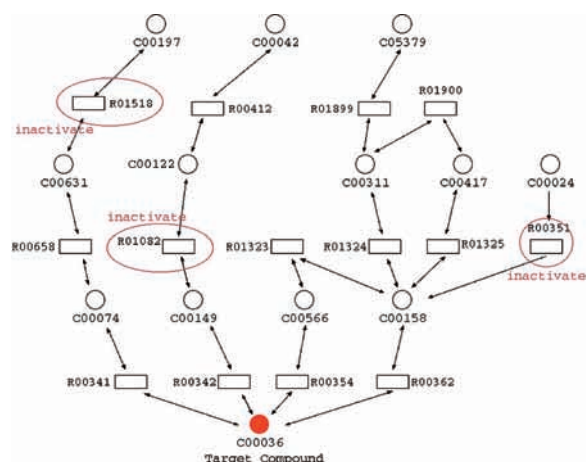 C00197 C00042 C05379
R01900
R01518 R00412 R01899
inactivate
C00122
C00631 C00311 C00417 C00024
inactivate R00351
R00658 R01082 R01323 R01324 R01325
inactivate
C00074 C00149 C00566 C00158
R00341 R00342 R00354 R00362
C00036
Target Compound